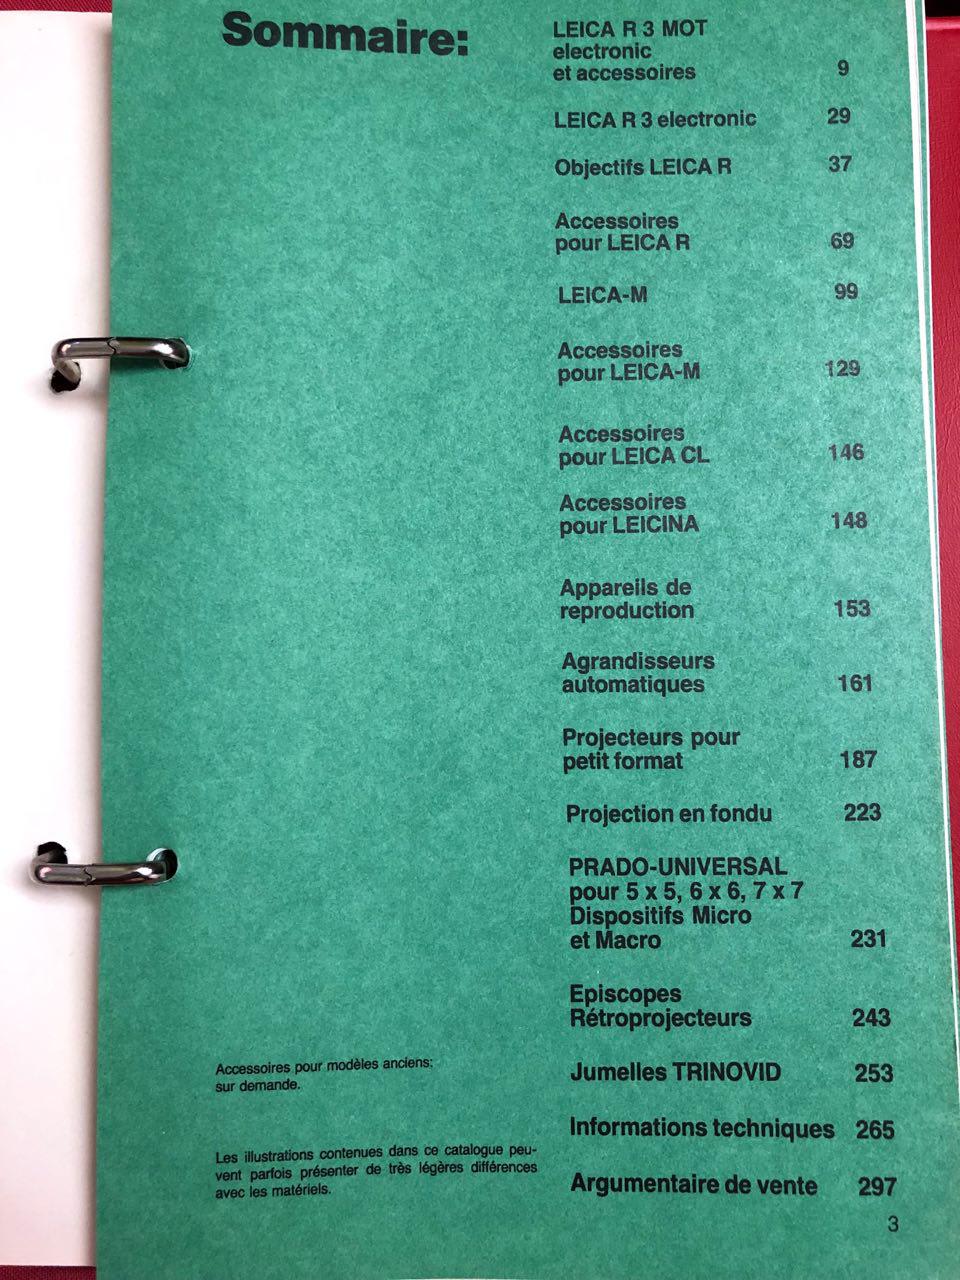 Sommaire:
LEICA R 3 MOT
electronic
et accessoires 9
LEICA R 3 electronic 29
Objectifs LEICA R 37
Accessoires
pour LEICA R 69
LEICA-M 99
Accessoires
pour LEICA-M 129
Accessoires
pour LEICA CL 146
Accessoires
pour LEICINA 148
Appareils de
reproduction 153
Agrandisseurs
automatiques 161
Projecteurs pour
petit format 187
Projection en fondu 223
PRADO-UNIVERSAL
pour 5 x 5, 6 x 6, 7 x 7
Dispositifs Micro
et Macro 231
Episcopes
Rétroprojecteurs 243
Jumelles TRINOVID 253
Informations techniques 265
Argumentaire de vente 297
Accessoires pour modèles anciens:
sur demande.
Les illustrations contenues dans ce catalogue peu-
vent parfois présenter de très légères différences
avec les matériels.
3